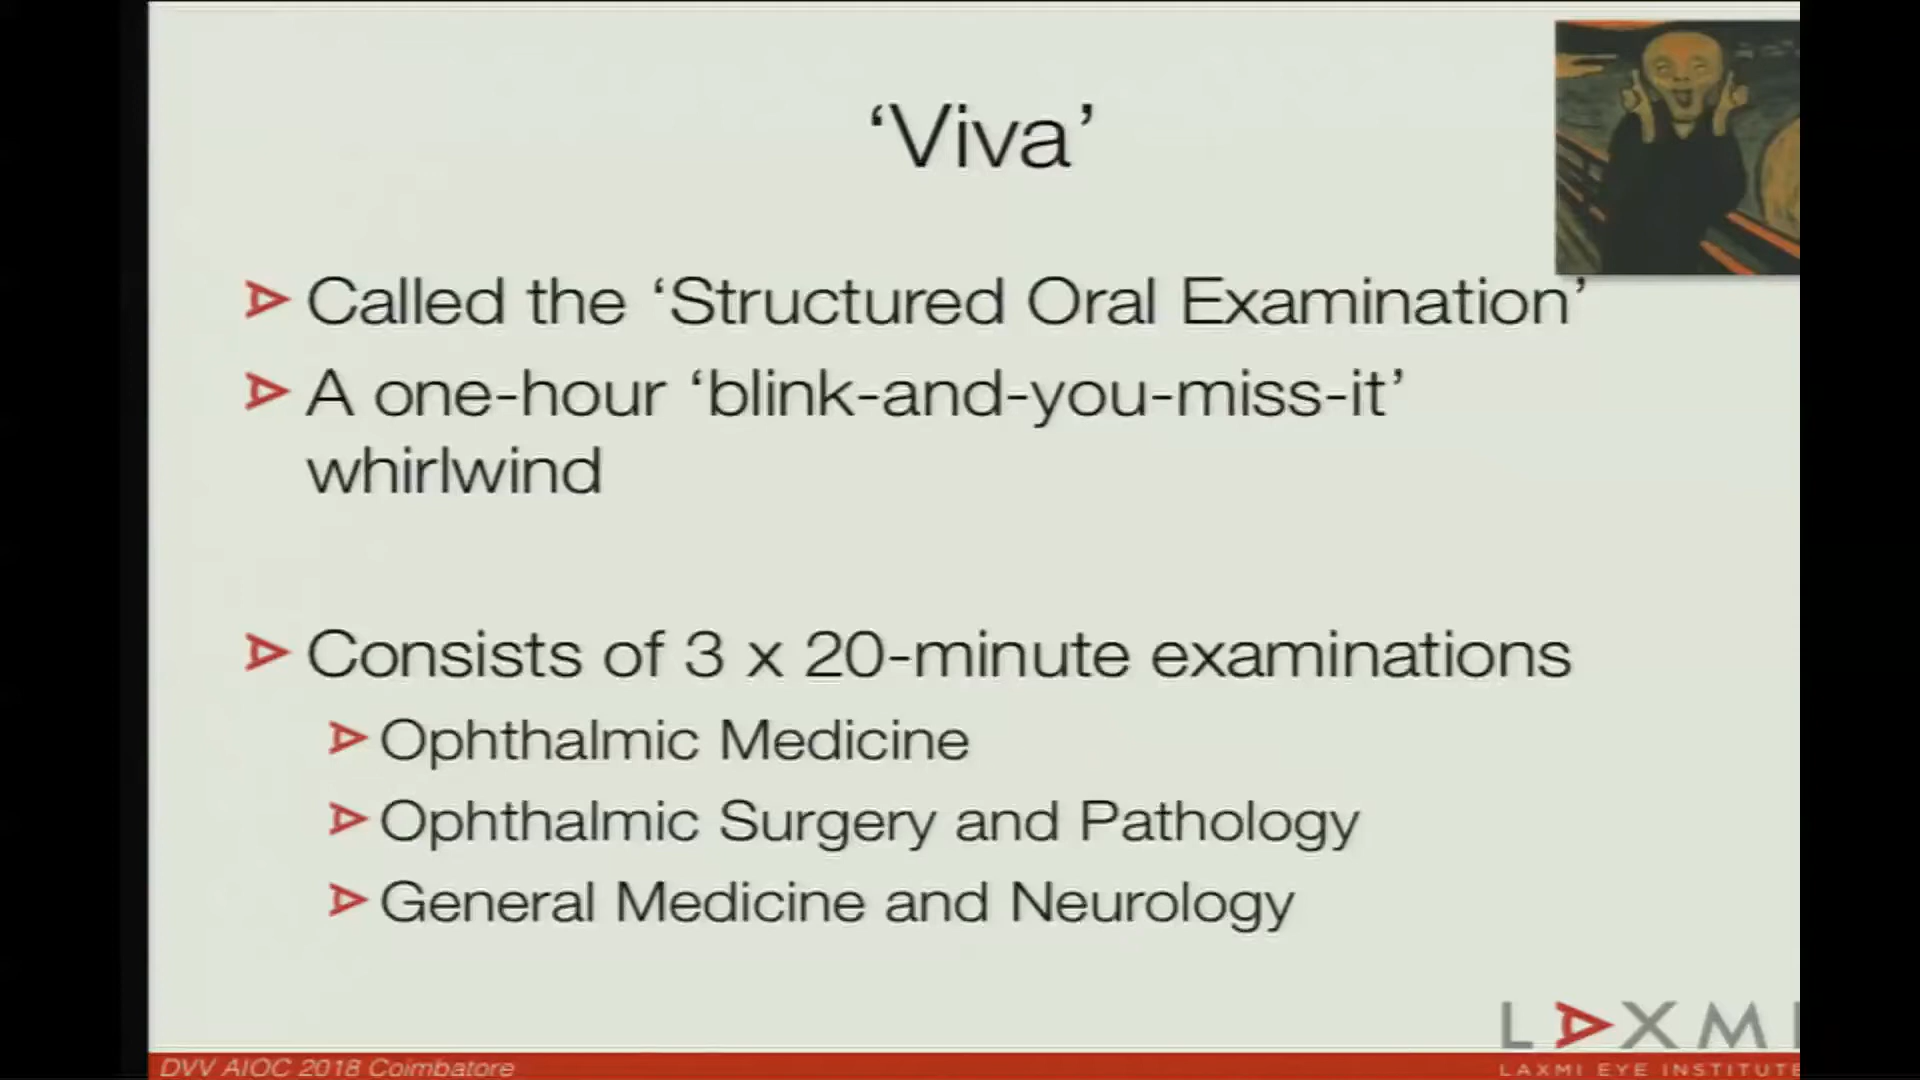 ‘Viva’
Called the ‘Structured Oral Examination’
A one-hour ‘blink-and-you-miss-it’
whirlwind
Consists of 3 x 20-minute examinations
Ophthalmic Medicine
Ophthalmic Surgery and Pathology
General Medicine and Neurology
LAXMI
LAXMI EYE INSTITUTE
DVV AIOC 2018 Coimbatore